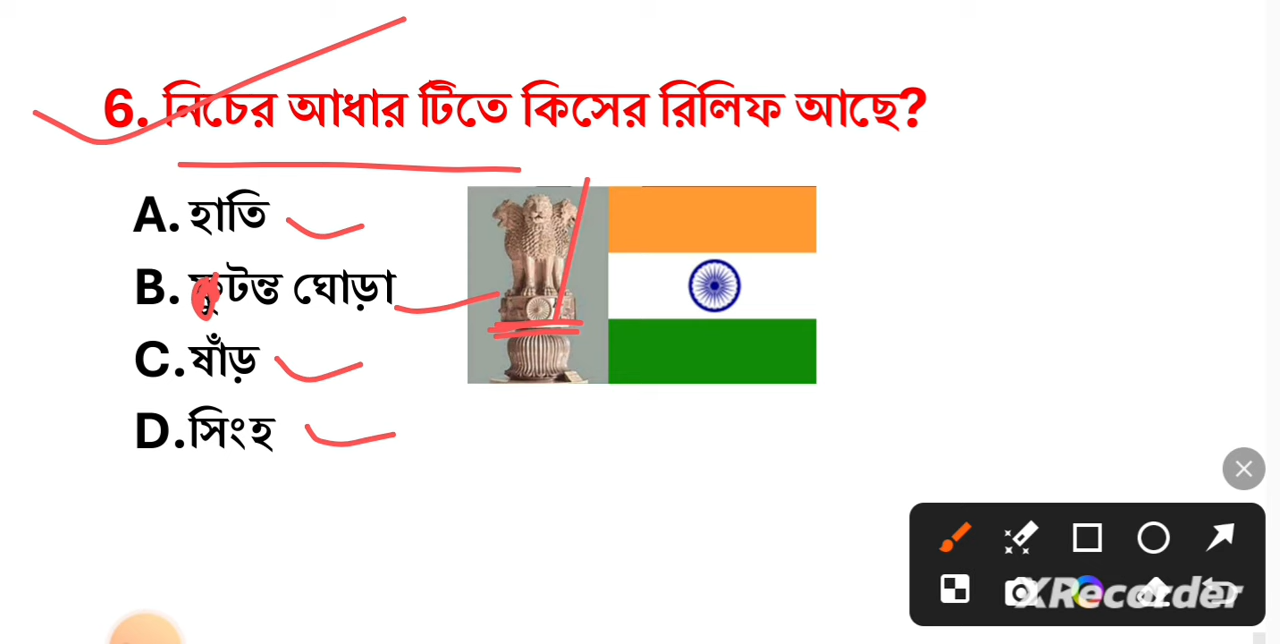 6. নিচের আধার টিতে কিসের রিলিফ আছে?
A. হাতি
B. ছুটন্ত ঘোড়া
C. ষাঁড়
D. সিংহ
XRecorder